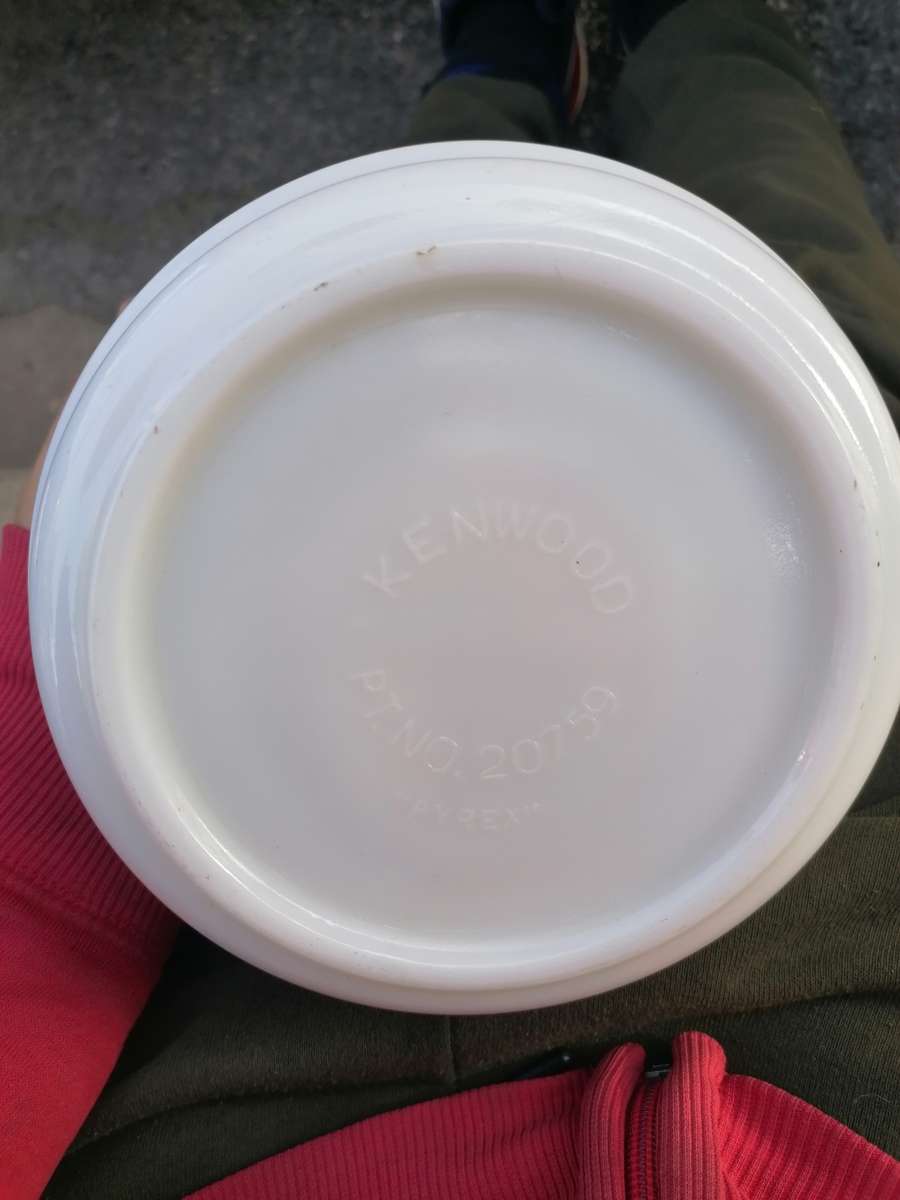 KENWOOD
PT. NO. 20759
"PYREX"